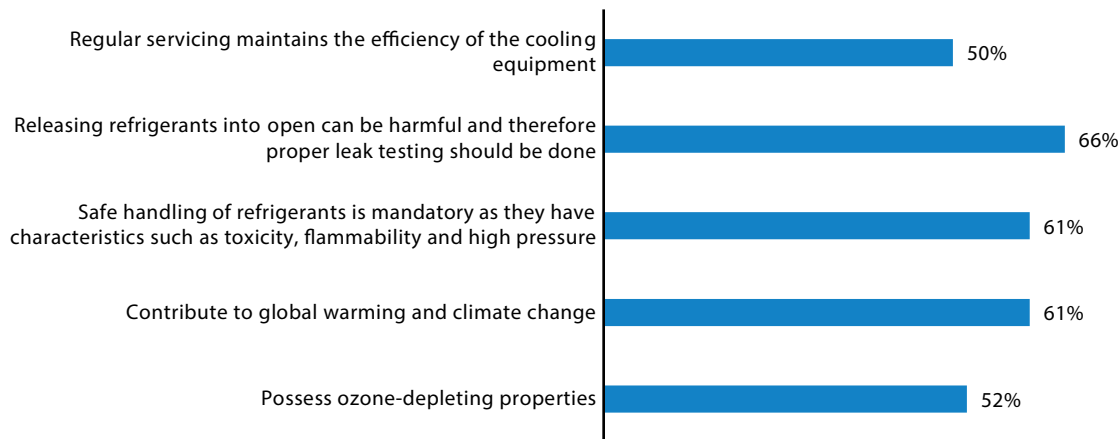 Regular servicing maintains the efficiency of the cooling
equipment
50%
Releasing refrigerants into open can be harmful and therefore
proper leak testing should be done
66%
Safe handling of refrigerants is mandatory as they have
characteristics such as toxicity, flammability and high pressure
61%
Contribute to global warming and climate change
61%
Possess ozone-depleting properties
52%